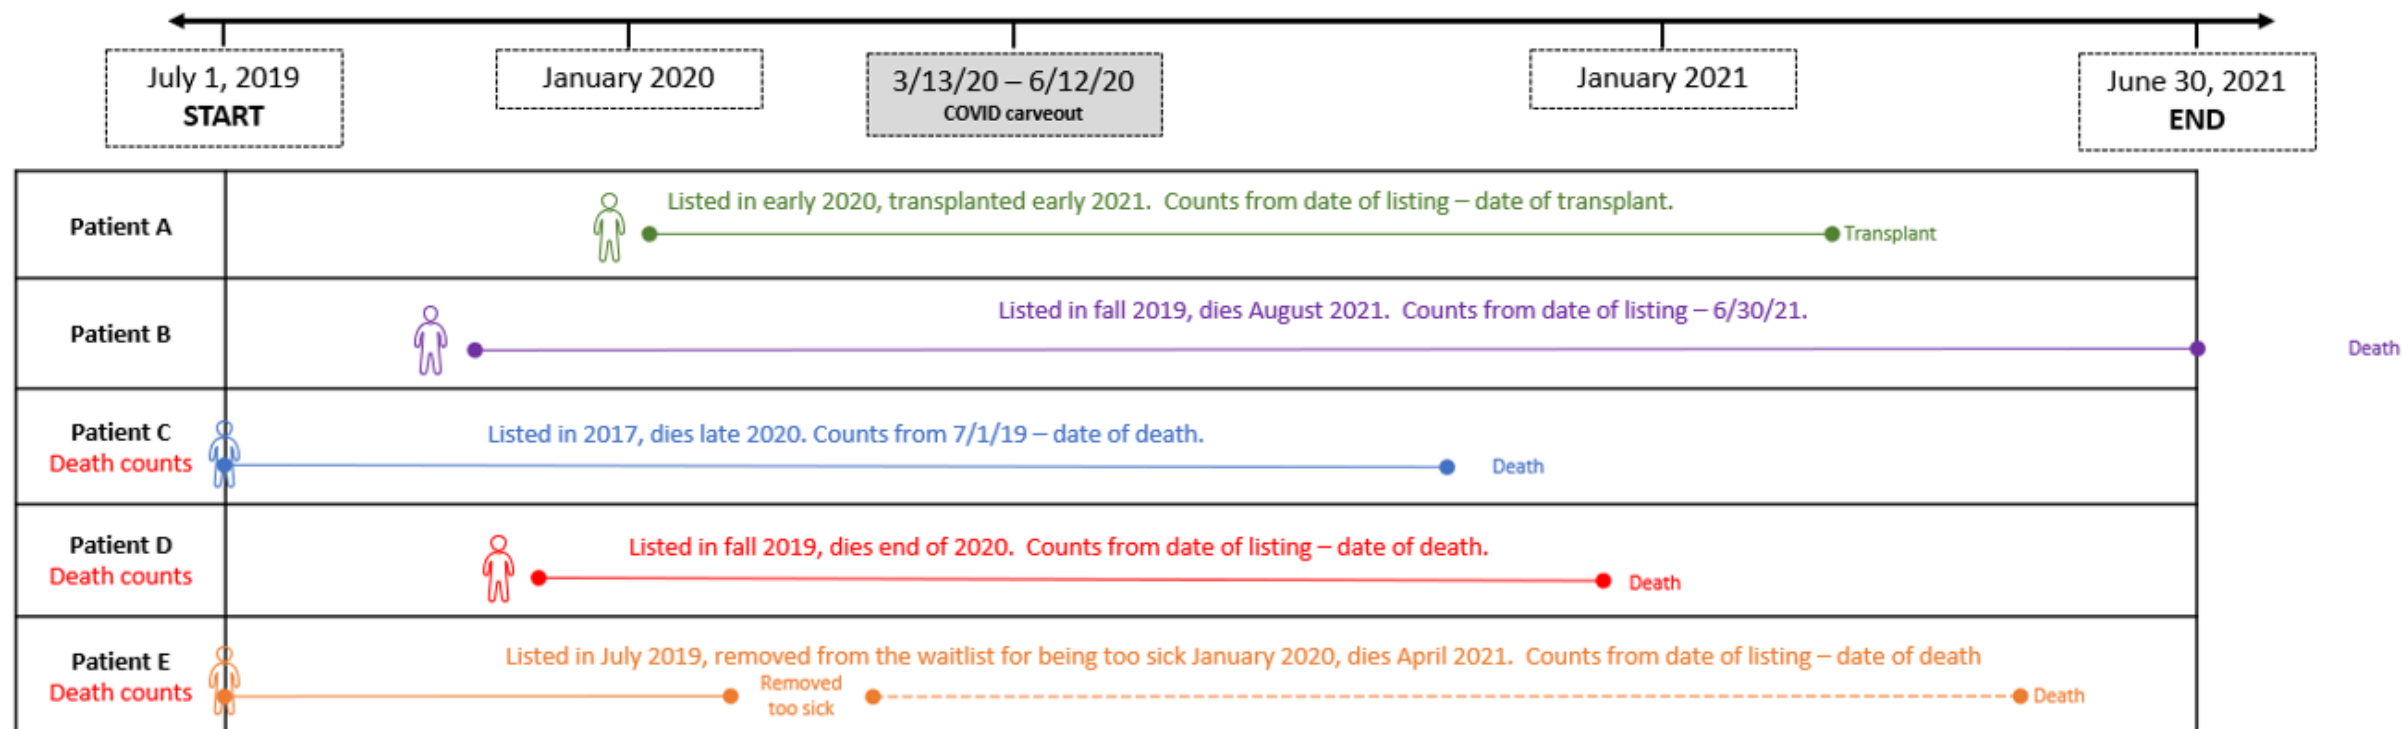 July 1, 2019
START
January 2020
3/13/20 – 6/12/20
COVID carveout
January 2021
June 30, 2021
END
Patient A
Listed in early 2020, transplanted early 2021.  Counts from date of listing – date of transplant.
Transplant
Patient B
Listed in fall 2019, dies August 2021.  Counts from date of listing – 6/30/21.
Death
Patient C
Death counts
Listed in 2017, dies late 2020. Counts from 7/1/19 – date of death.
Death
Patient D
Death counts
Listed in fall 2019, dies end of 2020.  Counts from date of listing – date of death.
Death
Patient E
Death counts
Listed in July 2019, removed from the waitlist for being too sick January 2020, dies April 2021.  Counts from date of listing – date of death
Removed
too sick
Death